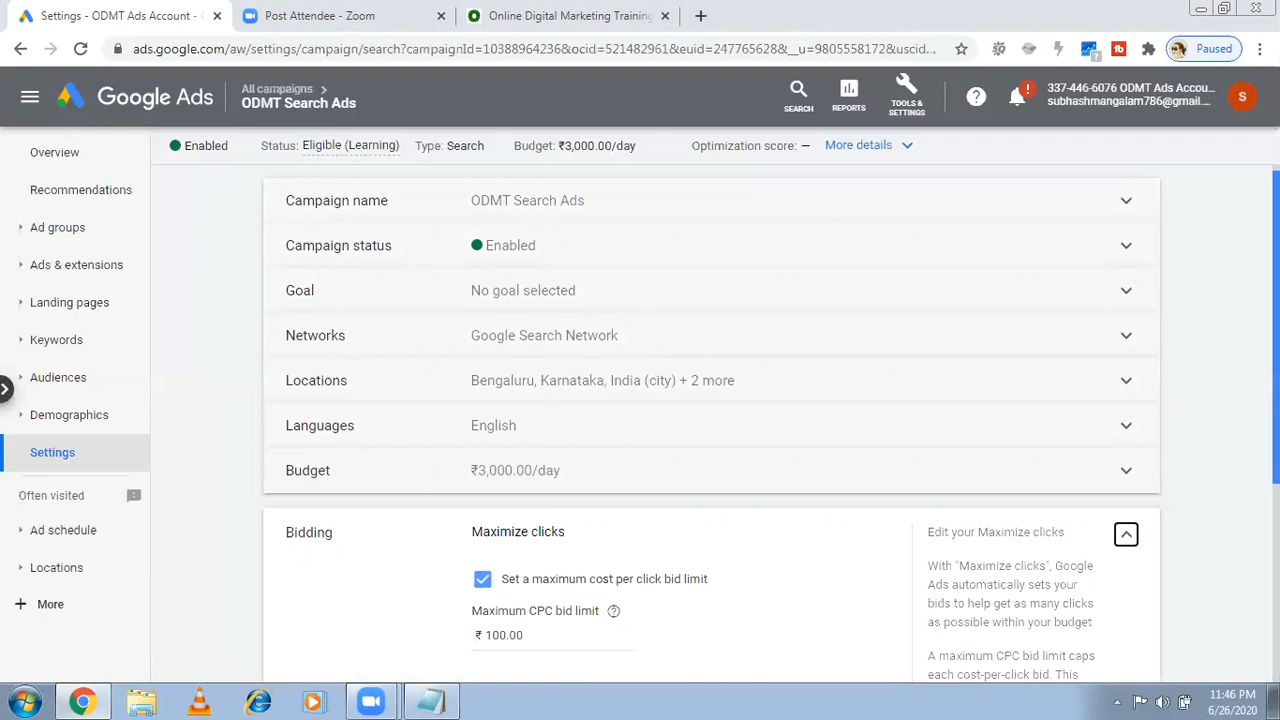 Settings - ODMT Ads Account - G
Post Attendee - Zoom
Online Digital Marketing Training
ads.google.com/aw/settings/campaign/search?campaignId=10388964236&ocid=521482961&euid=247765628&__u=9805558172&uscid...
Paused
Google Ads
All campaigns >
ODMT Search Ads
SEARCH
REPORTS
TOOLS & SETTINGS
337-446-6076 ODMT Ads Accou...
subhashmangalam786@gmail....
S
Enabled Status: Eligible (Learning) Type: Search Budget: ₹3,000.00/day Optimization score: – More details
Overview
Recommendations
Ad groups
Ads & extensions
Landing pages
Keywords
Audiences
Demographics
Settings
Often visited
Ad schedule
Locations
+ More
Campaign name ODMT Search Ads
Campaign status Enabled
Goal No goal selected
Networks Google Search Network
Locations Bengaluru, Karnataka, India (city) + 2 more
Languages English
Budget ₹3,000.00/day
Bidding Maximize clicks
Set a maximum cost per click bid limit
Maximum CPC bid limit
₹ 100.00
Edit your Maximize clicks
With "Maximize clicks", Google
Ads automatically sets your
bids to help get as many clicks
as possible within your budget
A maximum CPC bid limit caps
each cost-per-click bid. This
11:46 PM
6/26/2020